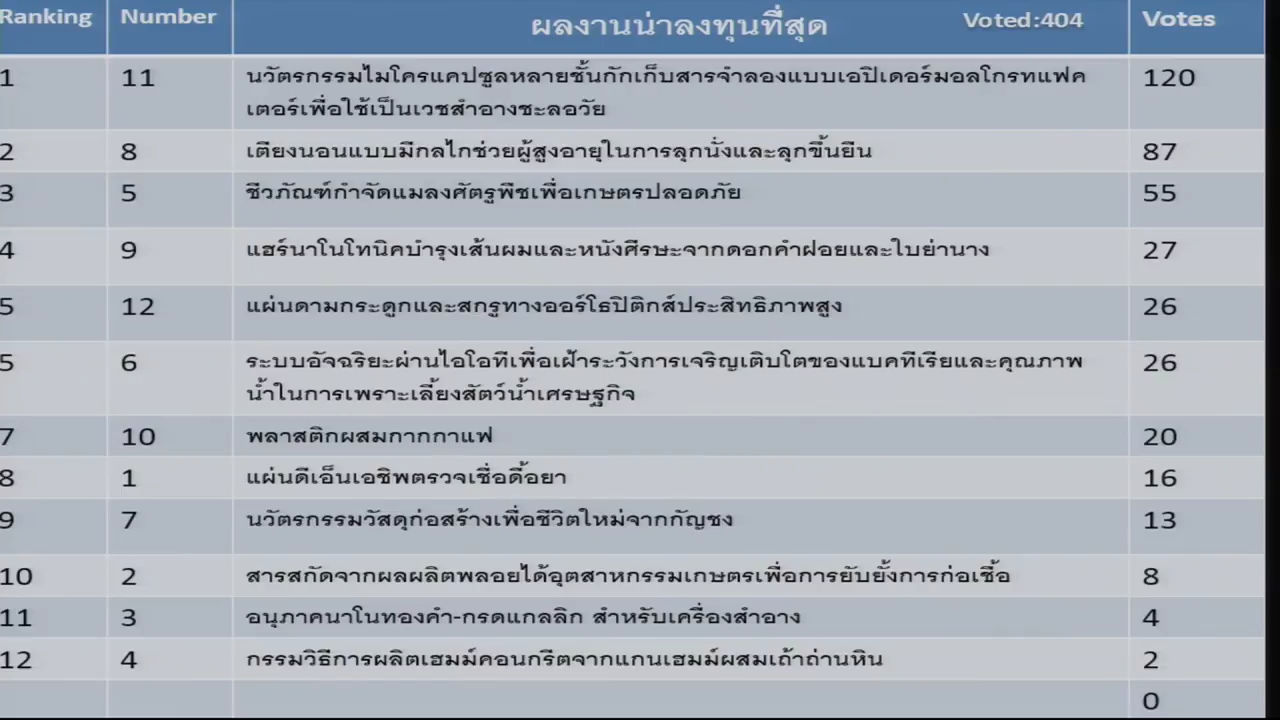 Ranking Number ผลงานน่าลงทุนที่สุด Voted:404 Votes
1 11 นวัตรกรรมไมโครแคปซูลหลายชั้นกักเก็บสารจำลองแบบเอปิเดอร์มอลโกรทแฟค 120
เตอร์เพื่อใช้เป็นเวชสำอางชะลอวัย
2 8 เตียงนอนแบบมีกลไกช่วยผู้สูงอายุในการลุกนั่งและลุกขึ้นยืน 87
3 5 ชีวภัณฑ์กำจัดแมลงศัตรูพืชเพื่อเกษตรปลอดภัย 55
4 9 แฮร์นาโนโทนิคบำรุงเส้นผมและหนังศีรษะจากดอกคำฝอยและใบย่านาง 27
5 12 แผ่นดามกระดูกและสกรูทางออร์โธปิติกส์ประสิทธิภาพสูง 26
5 6 ระบบอัจฉริยะผ่านไอโอทีเพื่อเฝ้าระวังการเจริญเติบโตของแบคทีเรียและคุณภาพ 26
น้ำในการเพราะเลี้ยงสัตว์น้ำเศรษฐกิจ
7 10 พลาสติกผสมกากกาแฟ 20
8 1 แผ่นดีเอ็นเอชิพตรวจเชื่อดื้อยา 16
9 7 นวัตรกรรมวัสดุก่อสร้างเพื่อชีวิตใหม่จากกัญชง 13
10 2 สารสกัดจากผลผลิตพลอยได้อุตสาหกรรมเกษตรเพื่อการยับยั้งการก่อเชื้อ 8
11 3 อนุภาคนาโนทองคำ-กรดแกลลิก สำหรับเครื่องสำอาง 4
12 4 กรรมวิธีการผลิตเฮมม์คอนกรีตจากแกนเฮมม์ผสมเถ้าถ่านหิน 2
0